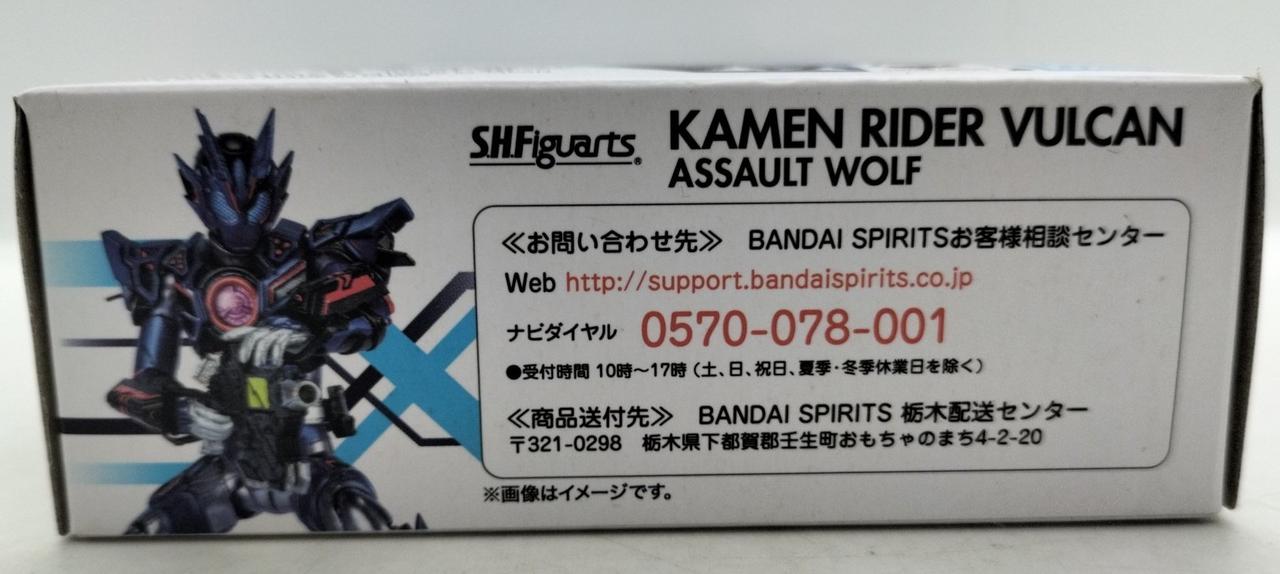 S.H.Figuarts®
KAMEN RIDER VULCAN
ASSAULT WOLF
≪お問い合わせ先≫ BANDAI SPIRITSお客様相談センター
Web http://support.bandaispirits.co.jp
ナビダイヤル 0570-078-001
●受付時間 10時～17時（土、日、祝日、夏季・冬季休業日を除く）
≪商品送付先≫ BANDAI SPIRITS 栃木配送センター
〒321-0298 栃木県下都賀郡壬生町おもちゃのまち4-2-20
※画像はイメージです。